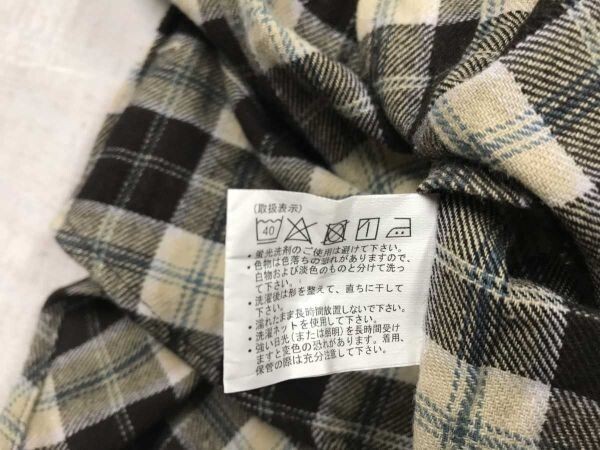 (取扱表示)
40
・蛍光洗剤のご使用は避けて下さい。
・色物は色落ちの恐れがありますので、
白物および淡色のものと分けて洗っ
て下さい。
・洗濯後は形を整えて、直ちに干して
下さい。
・濡れたまま長時間放置しないで下さい。
・洗濯ネットを使用して下さい。
・強い日光(または照明)を長時間受け
ますと変色の恐れがあります。着用、
保管の際は充分注意して下さい。